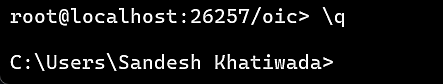 root@localhost:26257/oic> \q
C:\Users\Sandesh Khatiwada>